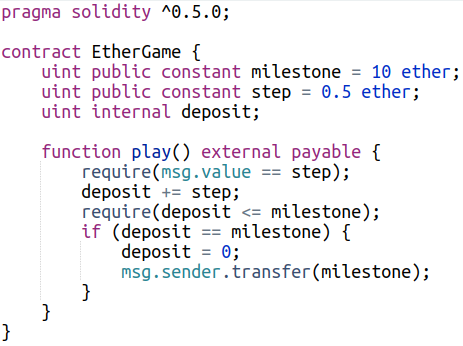 pragma solidity ^0.5.0;
contract EtherGame {
    uint public constant milestone = 10 ether;
    uint public constant step = 0.5 ether;
    uint internal deposit;
    function play() external payable {
        require(msg.value == step);
        deposit += step;
        require(deposit <= milestone);
        if (deposit == milestone) {
            deposit = 0;
            msg.sender.transfer(milestone);
        }
    }
}